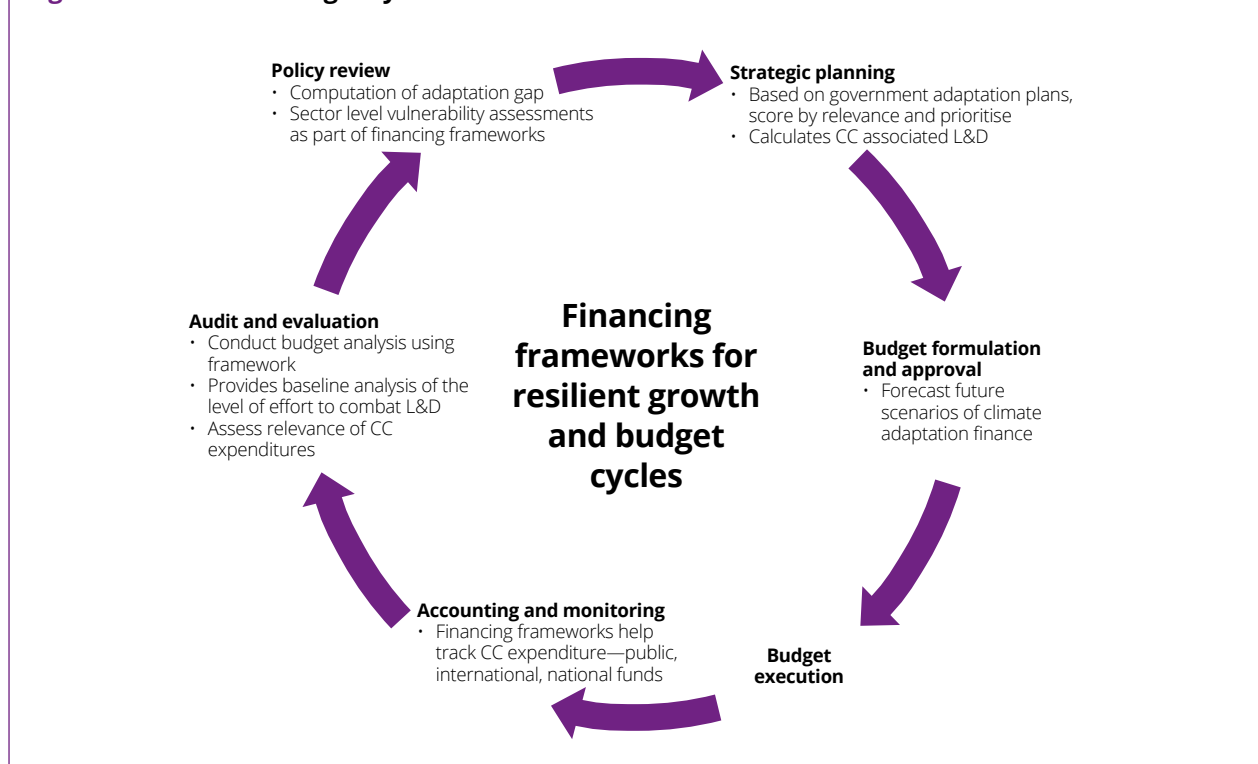 Policy review
• Computation of adaptation gap
• Sector level vulnerability assessments
as part of financing frameworks
Strategic planning
• Based on government adaptation plans,
score by relevance and prioritise
• Calculates CC associated L&D
Budget formulation
and approval
• Forecast future
scenarios of climate
adaptation finance
Budget
execution
Accounting and monitoring
• Financing frameworks help
track CC expenditure—public,
international, national funds
Audit and evaluation
• Conduct budget analysis using
framework
• Provides baseline analysis of the
level of effort to combat L&D
• Assess relevance of CC
expenditures
Financing
frameworks for
resilient growth
and budget
cycles